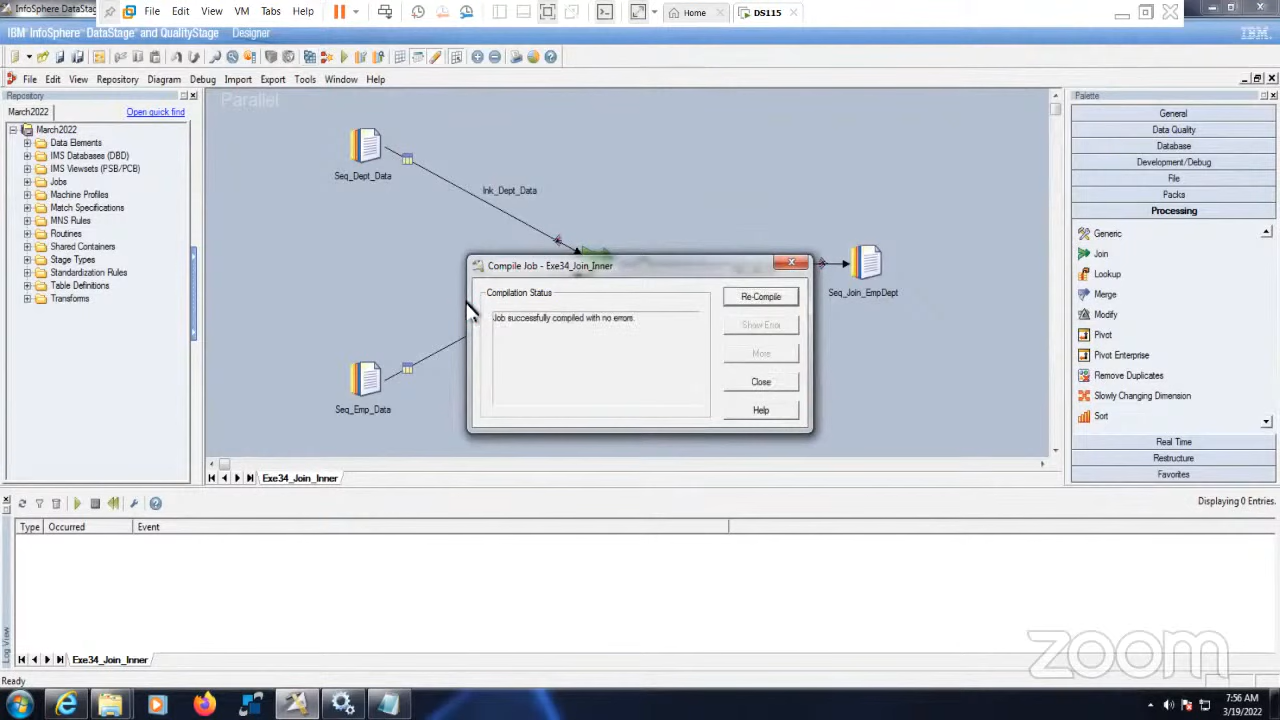 InfoSphere DataStage
File Edit View VM Tabs Help
Home
DS115
IBM InfoSphere DataStage® and QualityStage
Designer
IBM
File Edit View Repository Diagram Debug Import Export Tools Window Help
Repository
March2022
Open quick find
March2022
Data Elements
IMS Databases (DBD)
IMS Viewsets (PSB/PCB)
Jobs
Machine Profiles
Match Specifications
MNS Rules
Routines
Shared Containers
Stage Types
Standardization Rules
Table Definitions
Transforms
Parallel
Seq_Dept_Data
lnk_Dept_Data
Seq_Emp_Data
Seq_Join_EmpDept
Compile Job - Exe34_Join_Inner
Compilation Status
Job successfully compiled with no errors.
Re-Compile
Show Error
More
Close
Help
Exe34_Join_Inner
Palette
General
Data Quality
Database
Development/Debug
File
Packs
Processing
Generic
Join
Lookup
Merge
Modify
Pivot
Pivot Enterprise
Remove Duplicates
Slowly Changing Dimension
Sort
Real Time
Restructure
Favorites
Displaying 0 Entries.
Type Occurred Event
Log View
Exe34_Join_Inner
Ready
zoom
7:56 AM
3/19/2022